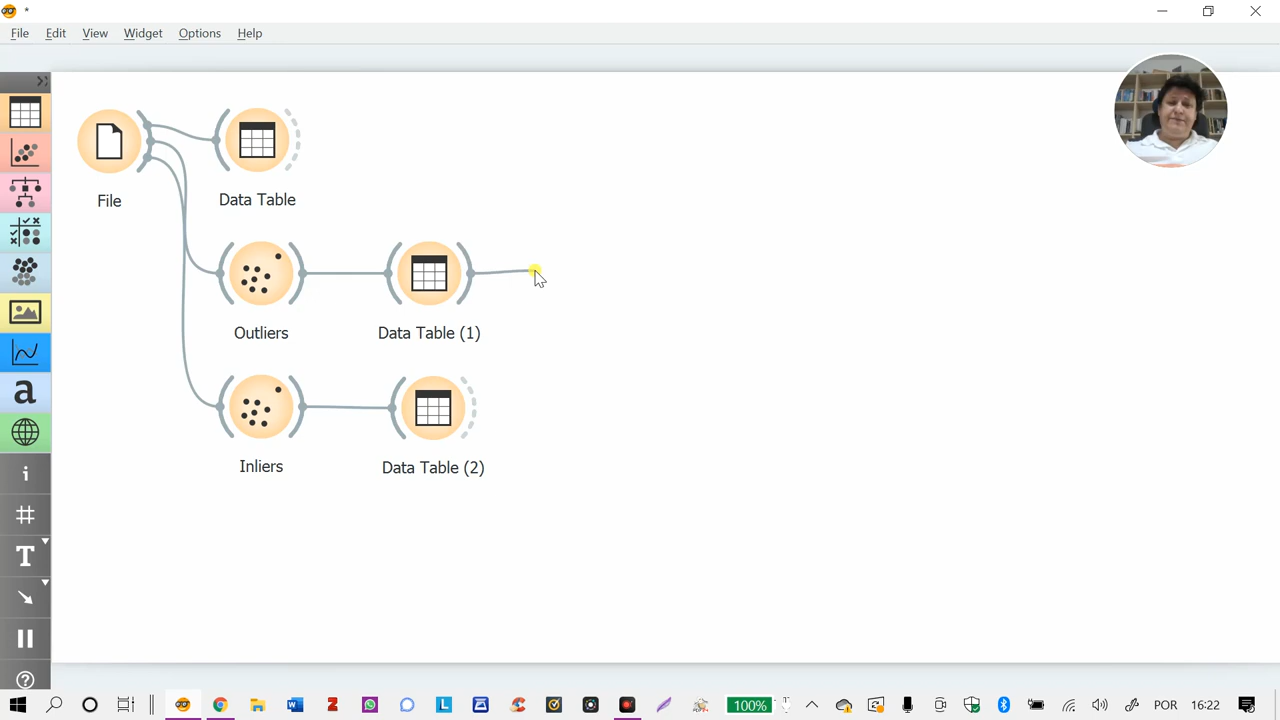 *
File Edit View Widget Options Help
File
Data Table
Outliers
Data Table (1)
Inliers
Data Table (2)
a
i
#
T
?
W
Z
L
100%
POR
16:22